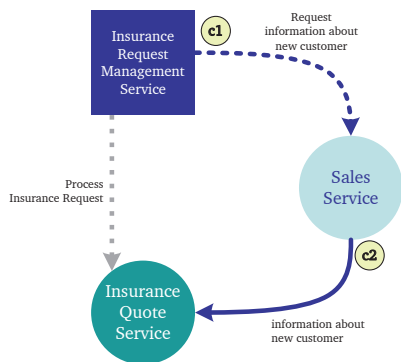 Insurance
Request
Management
Service
c1
Request
information about
new customer
Process
Insurance Request
Sales
Service
c2
Insurance
Quote
Service
information about
new customer